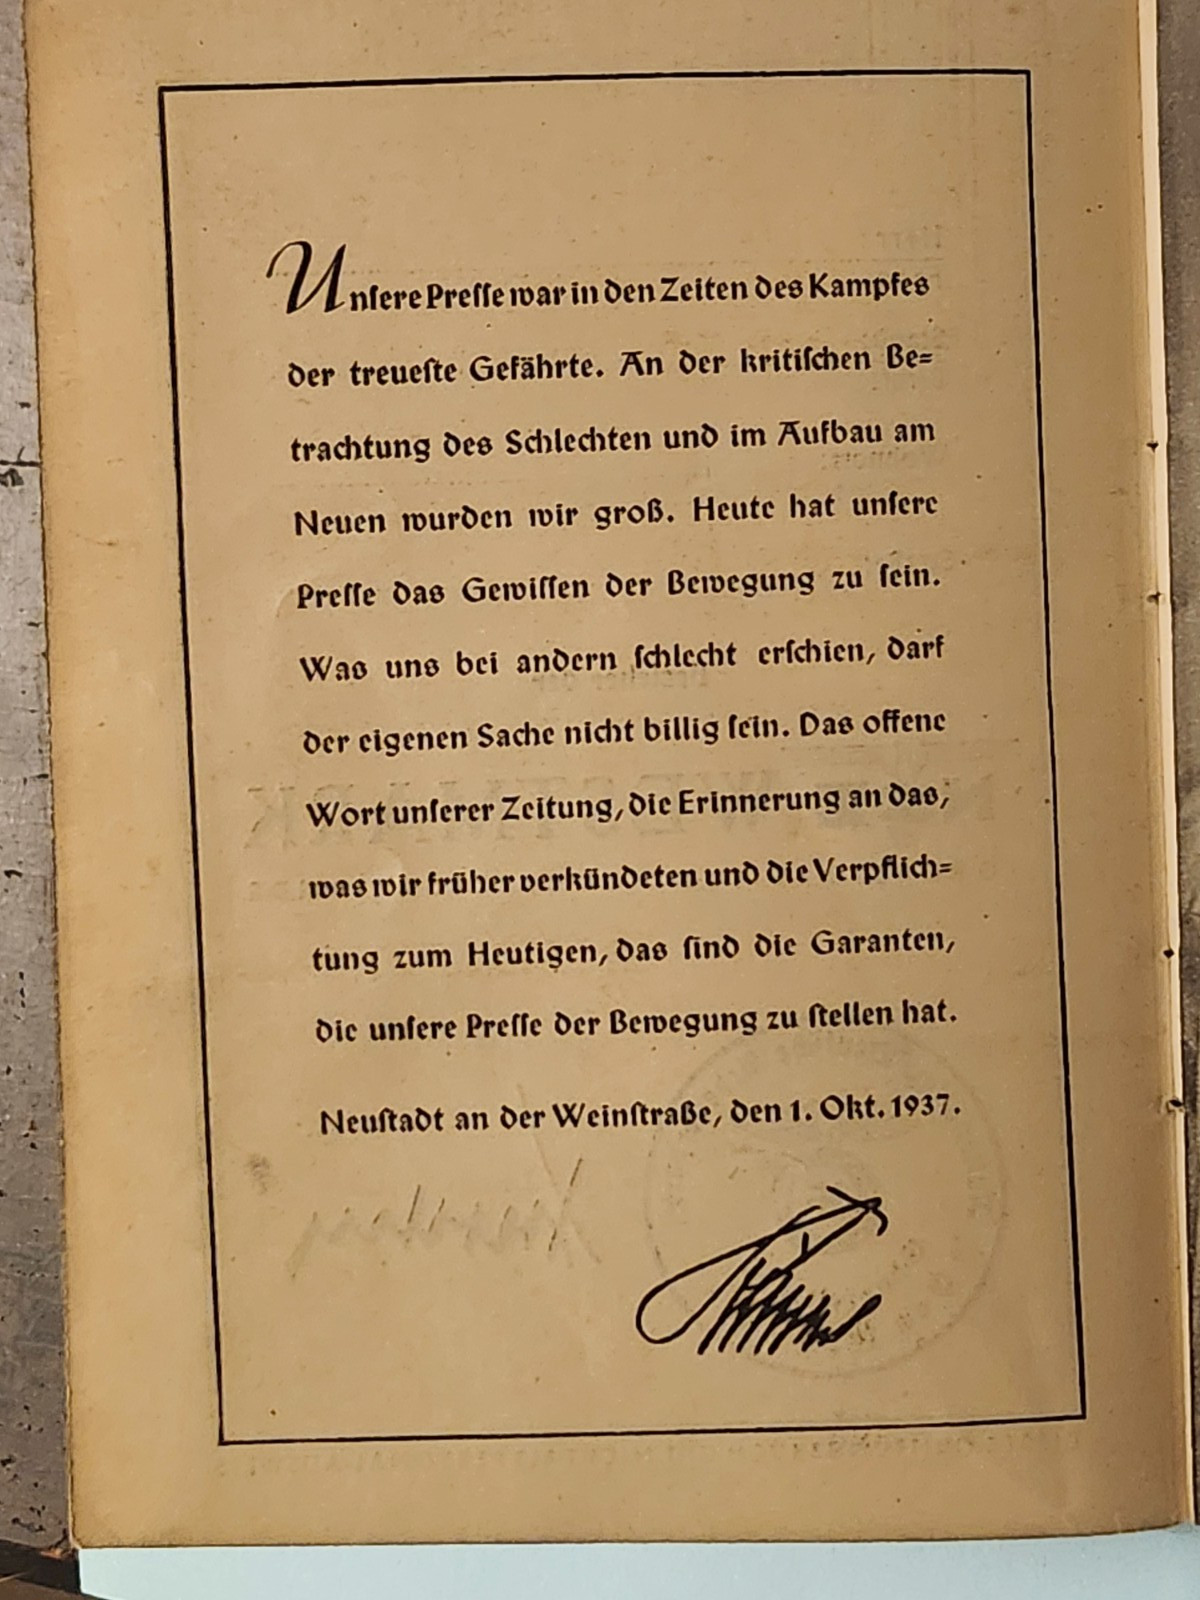 Unsere Presse war in den Zeiten des Kampfes
der treueste Gefährte. An der kritischen Be=
trachtung des Schlechten und im Aufbau am
Neuen wurden wir groß. Heute hat unsere
Presse das Gewissen der Bewegung zu sein.
Was uns bei andern schlecht erschien, darf
der eigenen Sache nicht billig sein. Das offene
Wort unserer Zeitung, die Erinnerung an das,
was wir früher verkündeten und die Verpflich=
tung zum Heutigen, das sind die Garanten,
die unsere Presse der Bewegung zu stellen hat.
Neustadt an der Weinstraße, den 1. Okt. 1937.